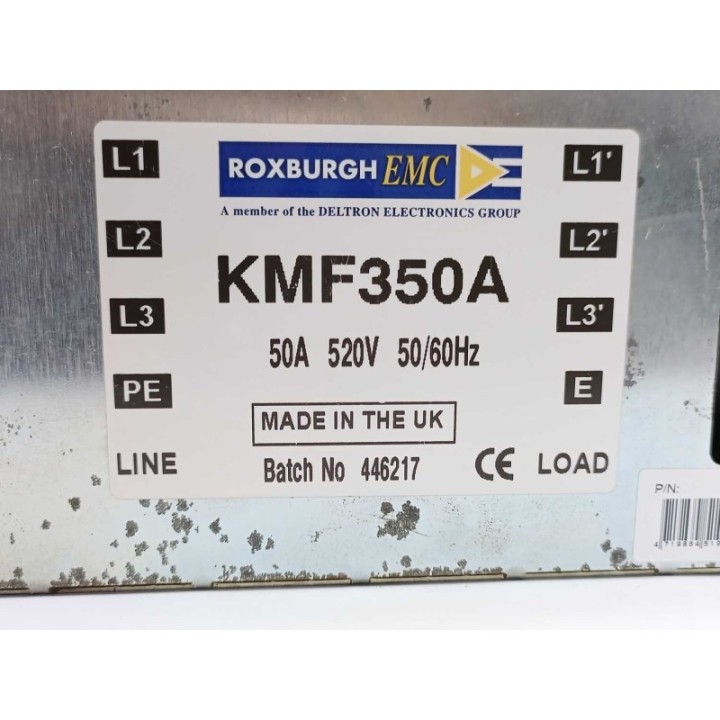 L1 ROXBURGH EMC L1'
A member of the DELTRON ELECTRONICS GROUP
L2 L2'
KMF350A
L3 L3'
50A 520V 50/60Hz
PE E
MADE IN THE UK
LINE Batch No 446217 CE LOAD
P/N: